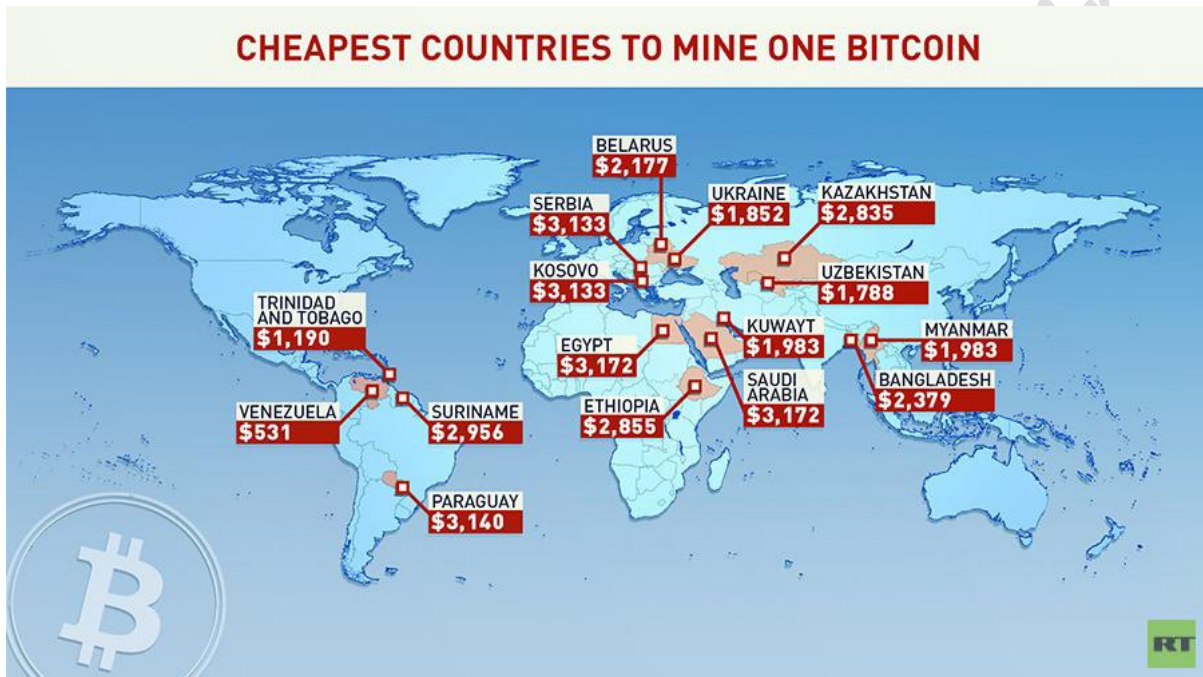 CHEAPEST COUNTRIES TO MINE ONE BITCOIN
BELARUS
$2,177
UKRAINE
$1,852
KAZAKHSTAN
$2,835
SERBIA
$3,133
KOSOVO
$3,133
UZBEKISTAN
$1,788
TRINIDAD
AND TOBAGO
$1,190
EGYPT
$3,172
KUWAYT
$1,983
MYANMAR
$1,983
VENEZUELA
$531
SURINAME
$2,956
ETHIOPIA
$2,855
SAUDI
ARABIA
$3,172
BANGLADESH
$2,379
PARAGUAY
$3,140
RT